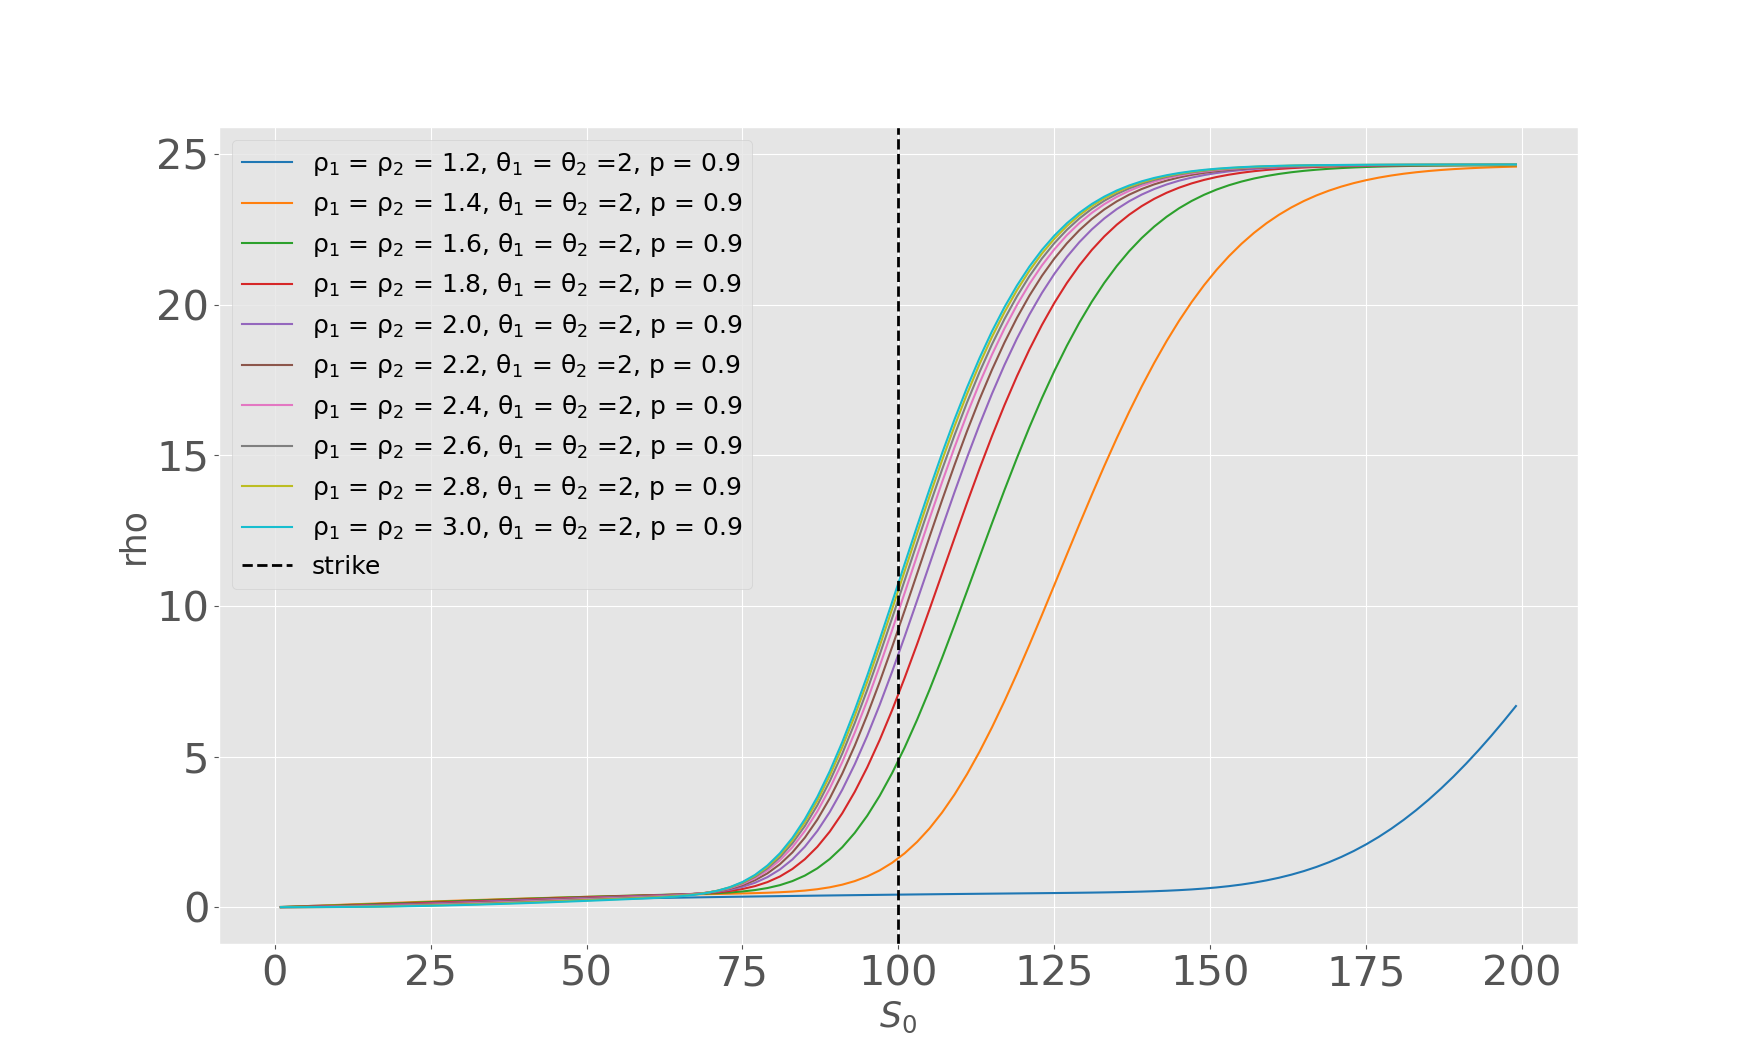 25
20
15
10
5
0
rho
ρ₁ = ρ₂ = 1.2, θ₁ = θ₂ =2, p = 0.9
ρ₁ = ρ₂ = 1.4, θ₁ = θ₂ =2, p = 0.9
ρ₁ = ρ₂ = 1.6, θ₁ = θ₂ =2, p = 0.9
ρ₁ = ρ₂ = 1.8, θ₁ = θ₂ =2, p = 0.9
ρ₁ = ρ₂ = 2.0, θ₁ = θ₂ =2, p = 0.9
ρ₁ = ρ₂ = 2.2, θ₁ = θ₂ =2, p = 0.9
ρ₁ = ρ₂ = 2.4, θ₁ = θ₂ =2, p = 0.9
ρ₁ = ρ₂ = 2.6, θ₁ = θ₂ =2, p = 0.9
ρ₁ = ρ₂ = 2.8, θ₁ = θ₂ =2, p = 0.9
ρ₁ = ρ₂ = 3.0, θ₁ = θ₂ =2, p = 0.9
strike
0 25 50 75 100 125 150 175 200
S₀